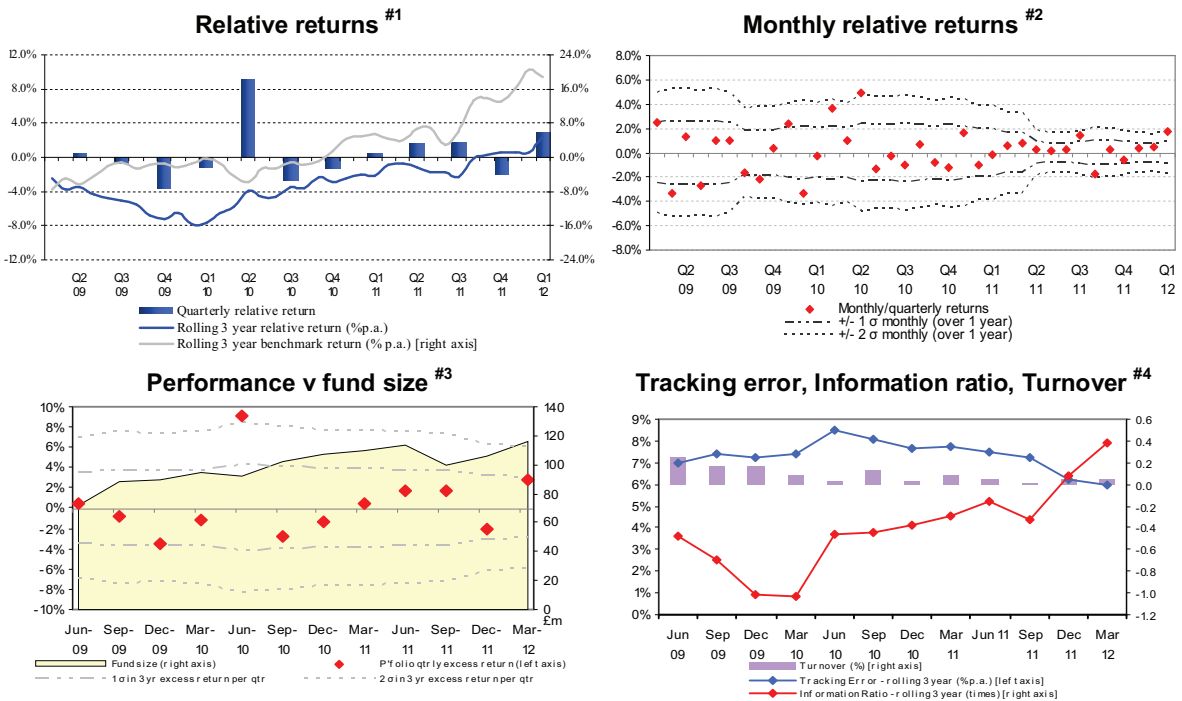 Relative returns #1
12.0%
8.0%
4.0%
0.0%
-4.0%
-8.0%
-12.0%
24.0%
16.0%
8.0%
0.0%
-8.0%
-16.0%
-24.0%
Q2 Q3 Q4 Q1 Q2 Q3 Q4 Q1 Q2 Q3 Q4 Q1
09 09 09 10 10 10 10 11 11 11 11 12
Quarterly relative return
Rolling 3 year relative return (%p.a.)
Rolling 3 year benchmark return (% p.a.) [right axis]
Monthly relative returns #2
8.0%
6.0%
4.0%
2.0%
0.0%
-2.0%
-4.0%
-6.0%
-8.0%
Q2 Q3 Q4 Q1 Q2 Q3 Q4 Q1 Q2 Q3 Q4 Q1
09 09 09 10 10 10 10 11 11 11 11 12
Monthly/quarterly returns
+/- 1 σ monthly (over 1 year)
+/- 2 σ monthly (over 1 year)
Performance v fund size #3
10%
8%
6%
4%
2%
0%
-2%
-4%
-6%
-8%
-10%
140
120
100
80
60
40
20
0
£m
Jun- Sep- Dec- Mar- Jun- Sep- Dec- Mar- Jun- Sep- Dec- Mar-
09 09 09 10 10 10 10 11 11 11 11 12
Fund size (right axis)
P'folio qtrly excess return (left axis)
1 σ in 3 yr excess return per qtr
2 σ in 3 yr excess return per qtr
Tracking error, Information ratio, Turnover #4
9%
8%
7%
6%
5%
4%
3%
2%
1%
0%
0.6
0.4
0.2
0.0
-0.2
-0.4
-0.6
-0.8
-1.0
-1.2
Jun Sep Dec Mar Jun Sep Dec Mar Jun 11 Sep Dec Mar
09 09 09 10 10 10 10 11 11 11 12
Turnover (%) [right axis]
Tracking Error - rolling 3 year (%p.a.) [left axis]
Information Ratio - rolling 3 year (times) [right axis]